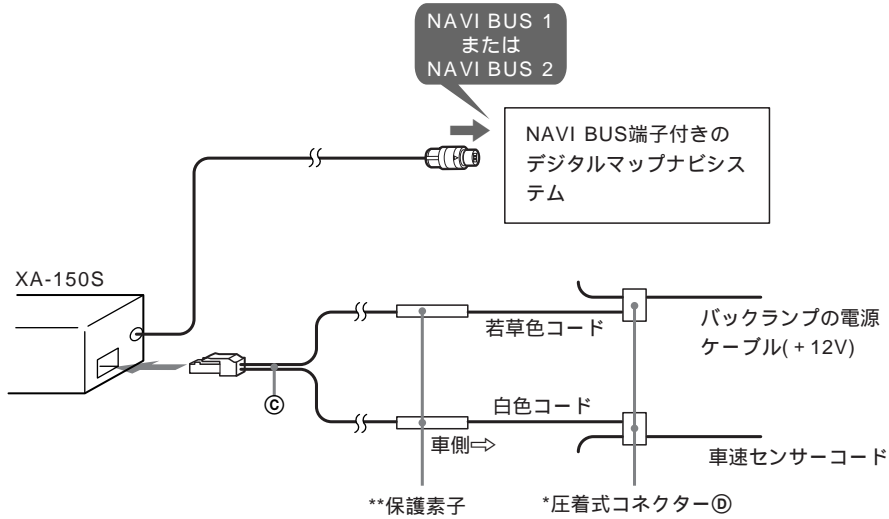 NAVI BUS 1
または
NAVI BUS 2
NAVI BUS端子付きの
デジタルマップナビシス
テム
XA-150S
若草色コード
バックランプの電源
ケーブル(+12V)
Ⓒ
白色コード
車側⇨
車速センサーコード
**保護素子
*圧着式コネクターⒹ